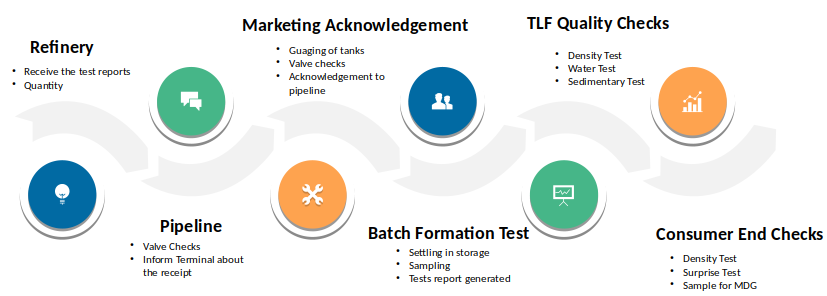 Refinery
• Receive the test reports
• Quantity
Pipeline
• Valve Checks
• Inform Terminal about
the receipt
Marketing Acknowledgement
• Guaging of tanks
• Valve checks
• Acknowledgement to
pipeline
Batch Formation Test
• Settling in storage
• Sampling
• Tests report generated
TLF Quality Checks
• Density Test
• Water Test
• Sedimentary Test
Consumer End Checks
• Density Test
• Surprise Test
• Sample for MDG